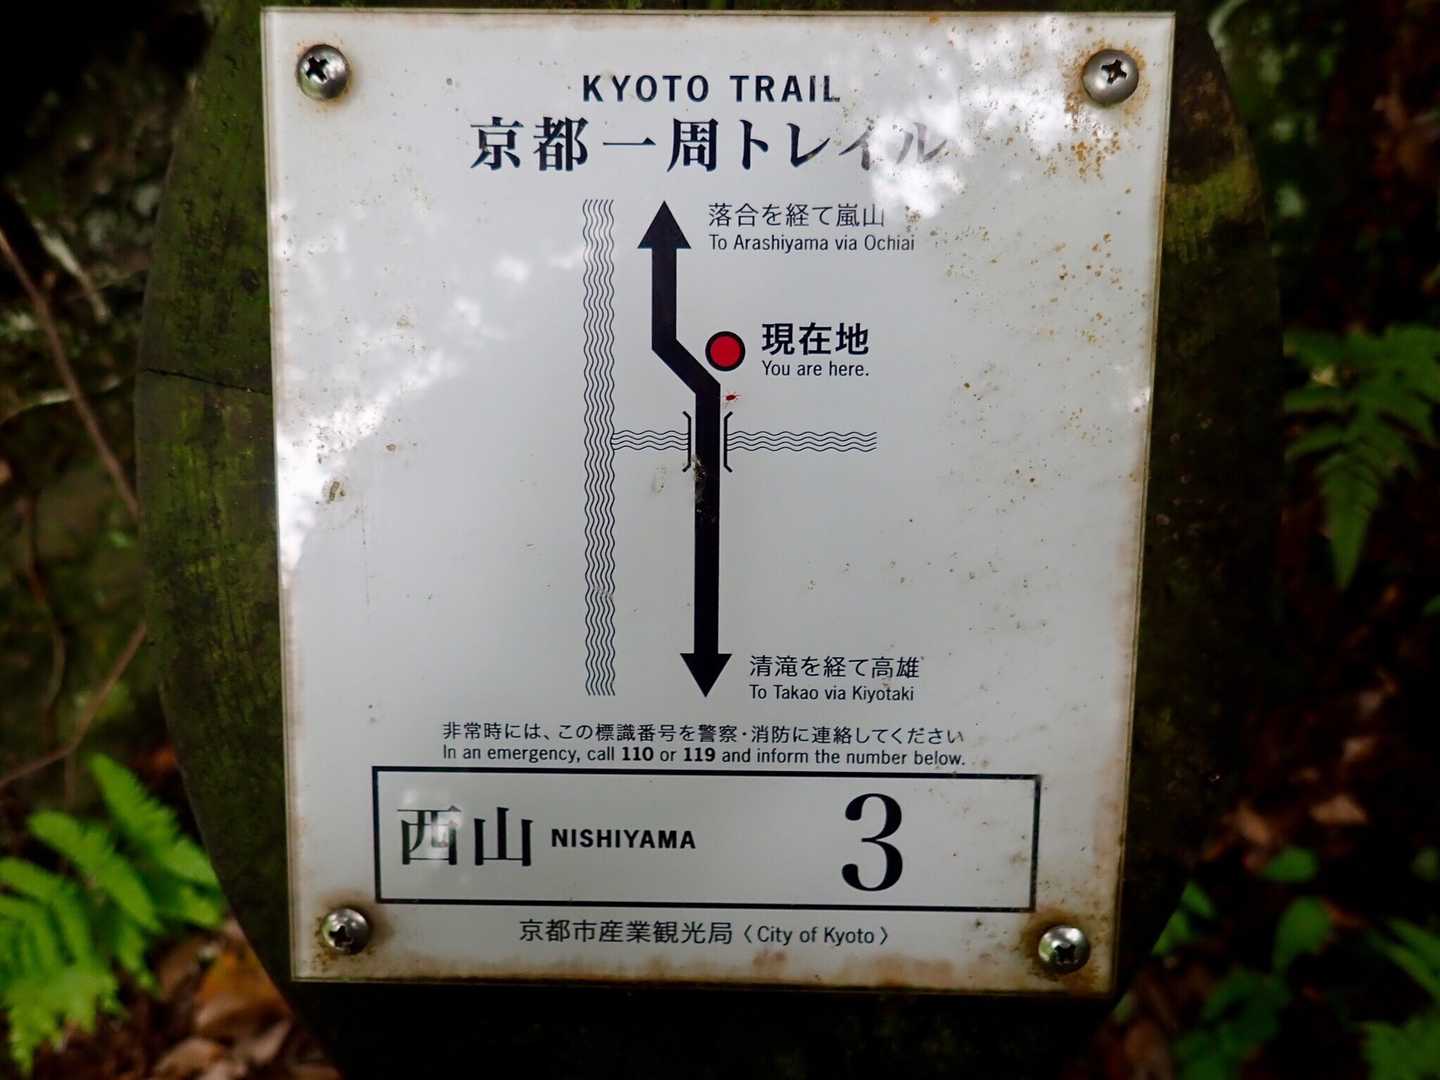 KYOTO TRAIL
京都一周トレイル
落合を経て嵐山
To Arashiyama via Ochiai
現在地
You are here.
清滝を経て高雄
To Takao via Kiyotaki
非常時には、この標識番号を警察・消防に連絡してください
In an emergency, call 110 or 119 and inform the number below.
西山 NISHIYAMA 3
京都市産業観光局〈City of Kyoto〉